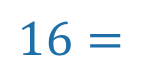 16 =